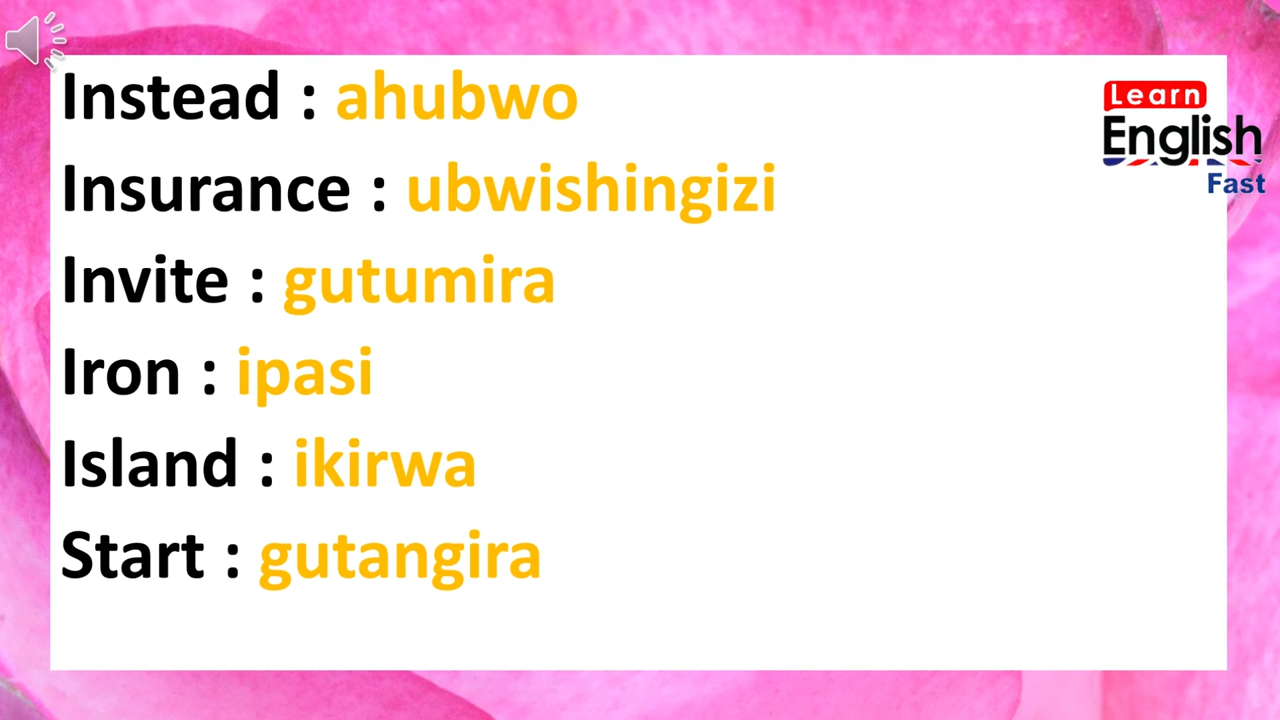 Instead : ahubwo
Insurance : ubwishingizi
Invite : gutumira
Iron : ipasi
Island : ikirwa
Start : gutangira
Learn
English
Fast